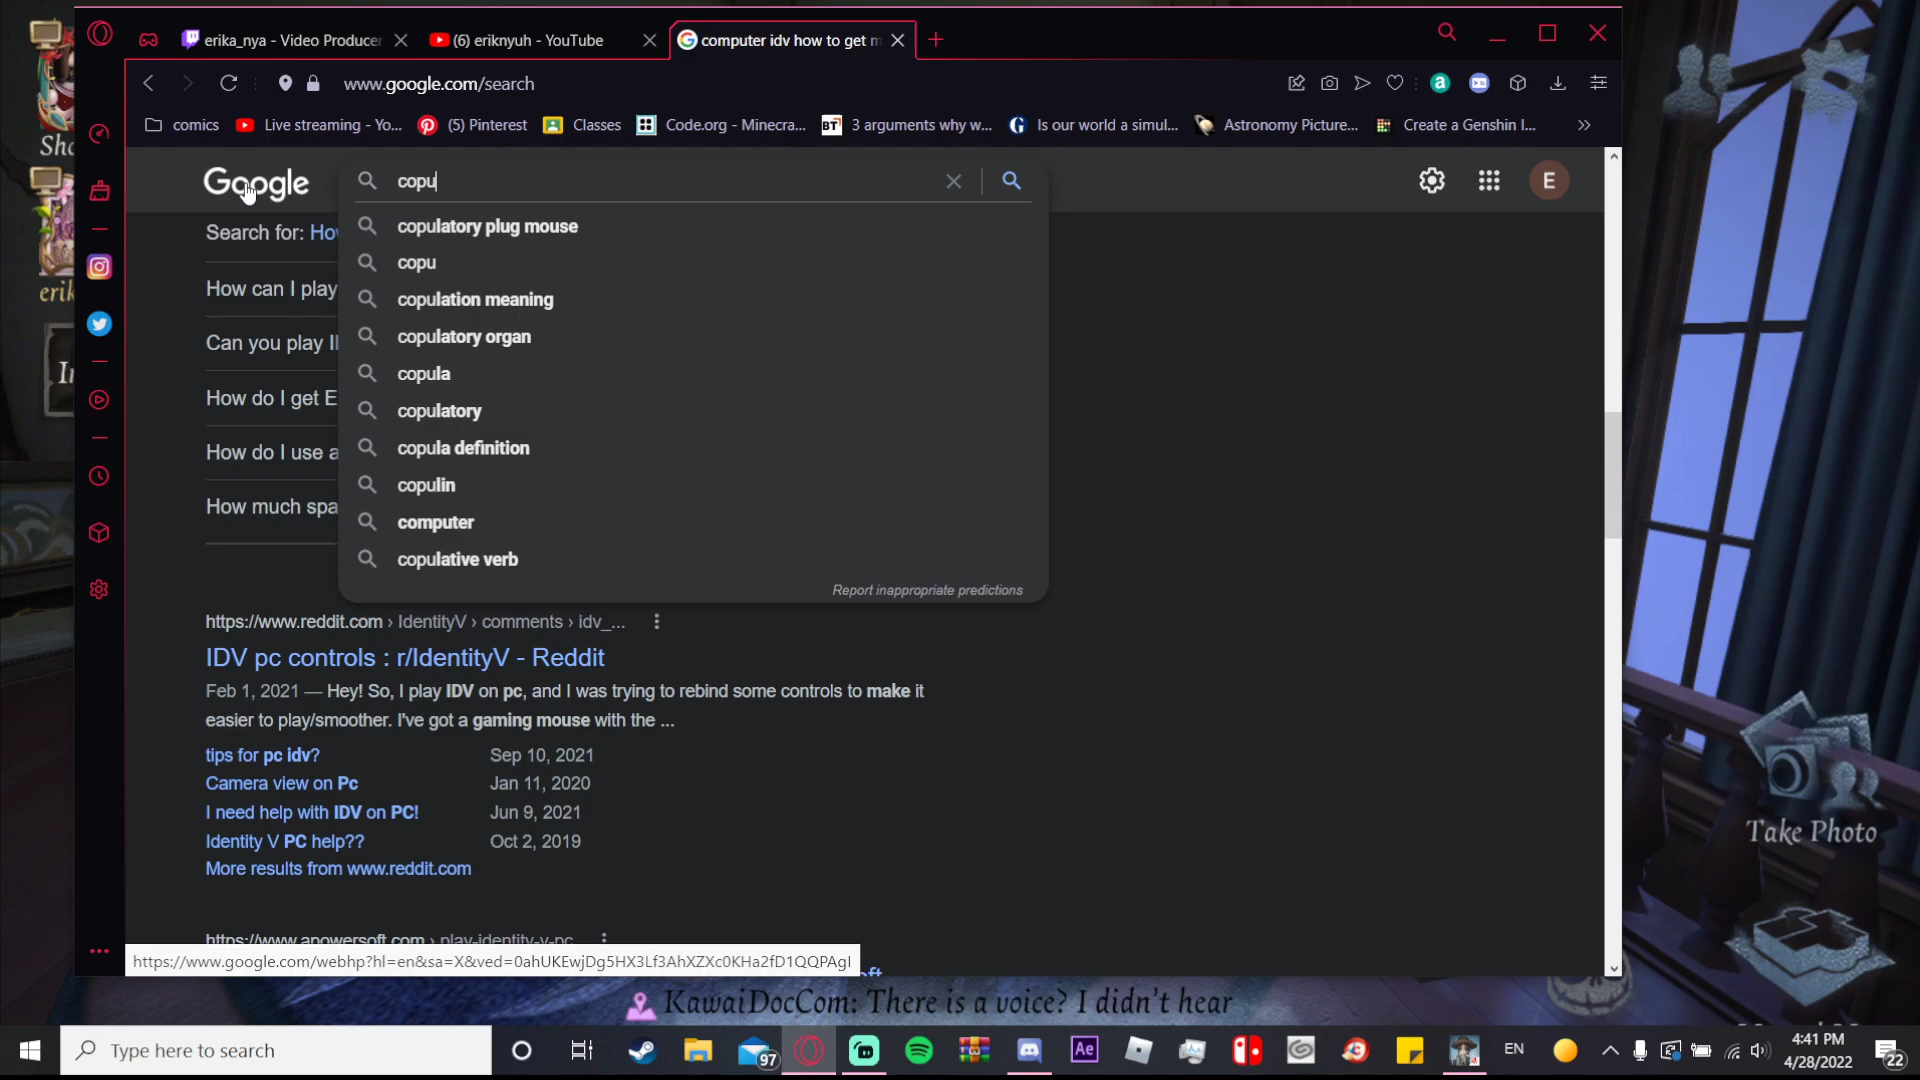 erika_nya - Video Producer
(6) eriknyuh - YouTube
computer idv how to get m
www.google.com/search
comics
Live streaming - Yo...
(5) Pinterest
Classes
Code.org - Minecra...
BT
3 arguments why w...
Is our world a simul...
Astronomy Picture...
Create a Genshin I...
Google
copu
E
Search for: Ho
copulatory plug mouse
copu
How can I play
copulation meaning
Can you play I
copulatory organ
copula
How do I get E
copulatory
How do I use a
copula definition
copulin
How much spa
computer
copulative verb
Report inappropriate predictions
https://www.reddit.com › IdentityV › comments › idv_...
IDV pc controls : r/IdentityV - Reddit
Feb 1, 2021 — Hey! So, I play IDV on pc, and I was trying to rebind some controls to make it
easier to play/smoother. I've got a gaming mouse with the ...
tips for pc idv? Sep 10, 2021
Camera view on Pc Jan 11, 2020
I need help with IDV on PC! Jun 9, 2021
Identity V PC help?? Oct 2, 2019
More results from www.reddit.com
https://www.apowersoft.com › play-identity-v-pc
https://www.google.com/webhp?hl=en&sa=X&ved=0ahUKEwjDg5HX3Lf3AhXZXc0KHa2fD1QQPAgI
Take Photo
KawaiDocCom: There is a voice? I didn't hear
Type here to search
97
Ae
EN
4:41 PM
4/28/2022
22